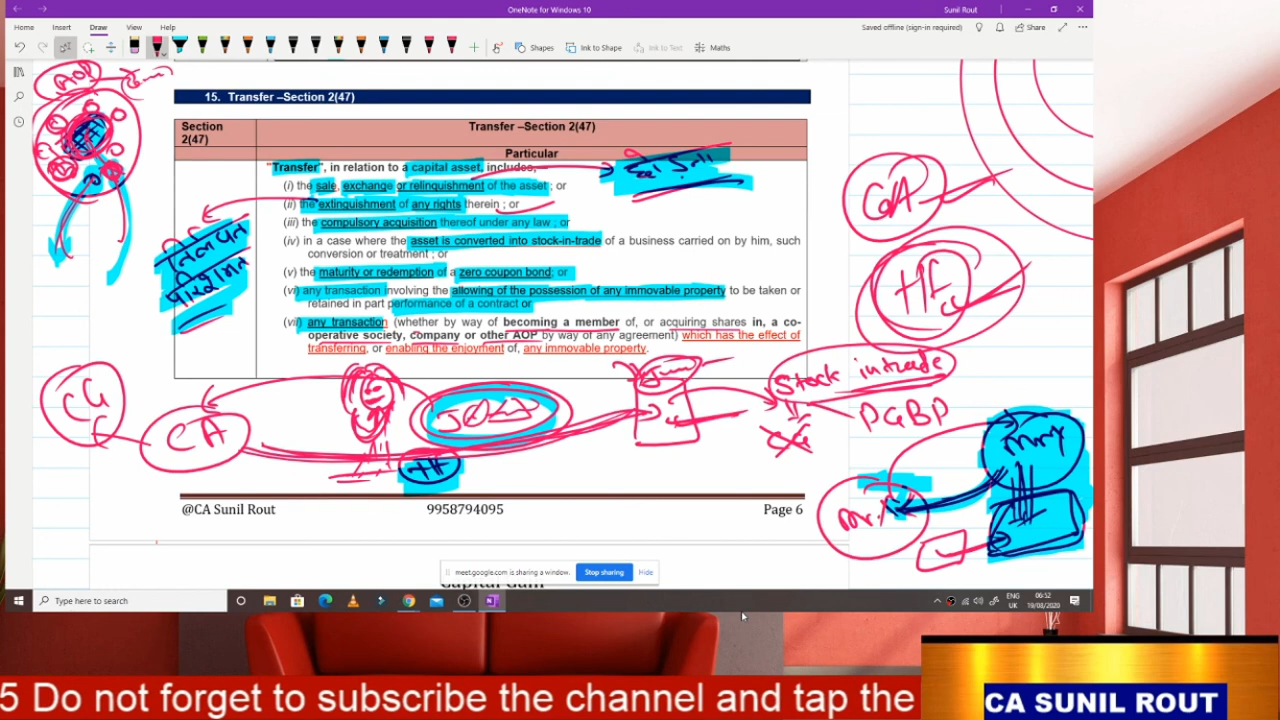 OneNote for Windows 10
Sunil Rout
Home Insert Draw View Help
Saved offline (sign-in required)
Share
Shapes
Ink to Shape
Ink to Text
Maths
AOP
15. Transfer –Section 2(47)
Section 2(47)
Transfer –Section 2(47)
Particular
"Transfer", in relation to a capital asset, includes,—
(i) the sale, exchange or relinquishment of the asset ; or
(ii) the extinguishment of any rights therein ; or
(iii) the compulsory acquisition thereof under any law ; or
(iv) in a case where the asset is converted into stock-in-trade of a business carried on by him, such
conversion or treatment ; or
(v) the maturity or redemption of a zero coupon bond; or
(vi) any transaction involving the allowing of the possession of any immovable property to be taken or
retained in part performance of a contract or
(vii) any transaction (whether by way of becoming a member of, or acquiring shares in, a co-
operative society, company or other AOP by way of any agreement) which has the effect of
transferring, or enabling the enjoyment of, any immovable property.
HF
CG
CA
Stock in trade
PGBP
@CA Sunil Rout
9958794095
Page 6
meet.google.com is sharing a window.
Stop sharing
Hide
Capital Gain
Type here to search
ENG
UK
06:52
19/08/2020
5 Do not forget to subscribe the channel and tap the
CA SUNIL ROUT